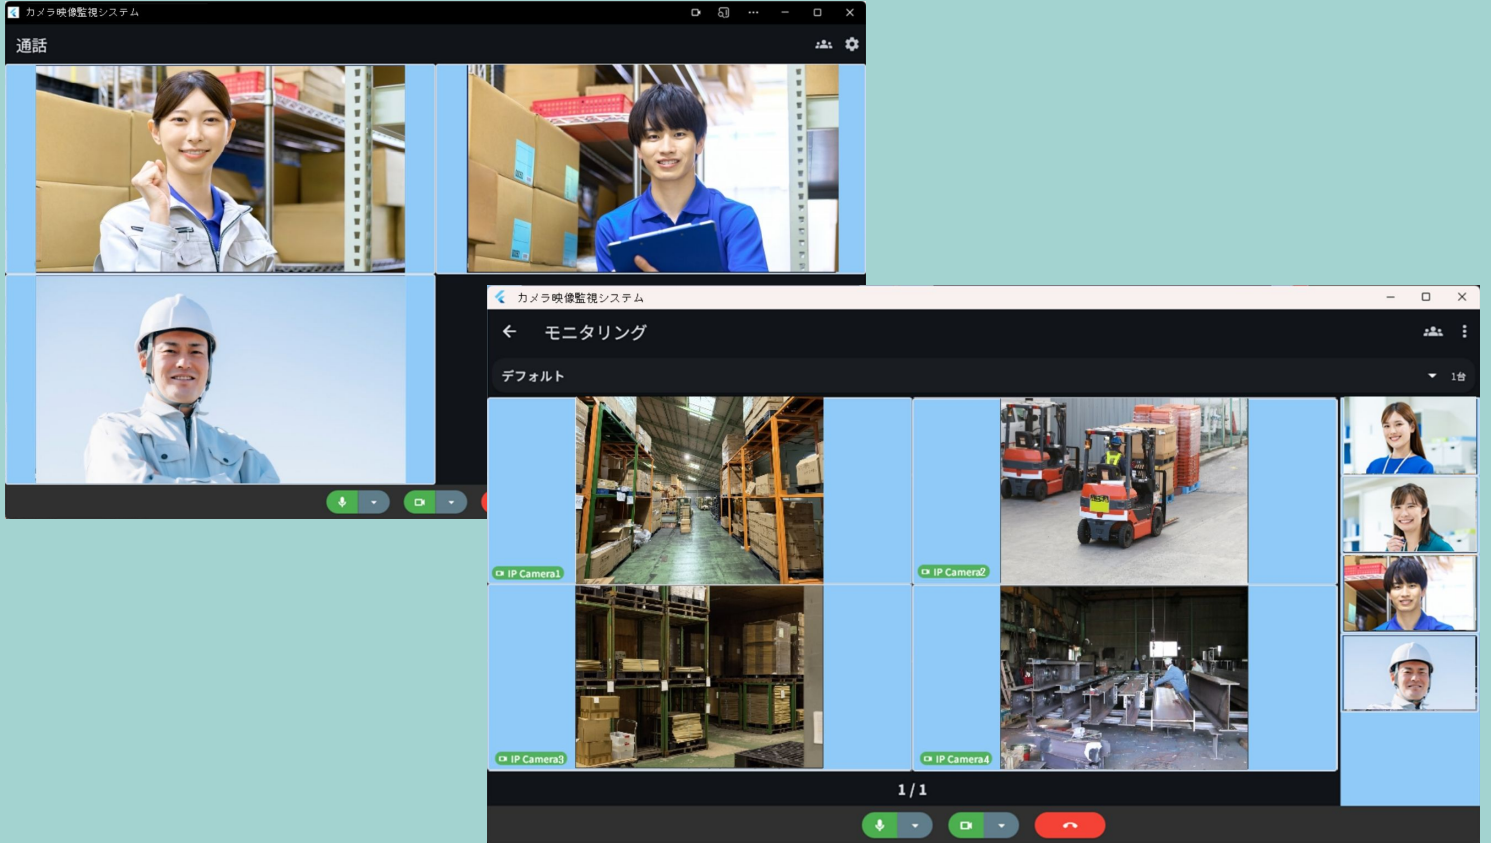 カメラ映像監視システム
通話
カメラ映像監視システム
モニタリング
デフォルト
1台
IP Camera1
IP Camera2
IP Camera3
IP Camera4
1 / 1